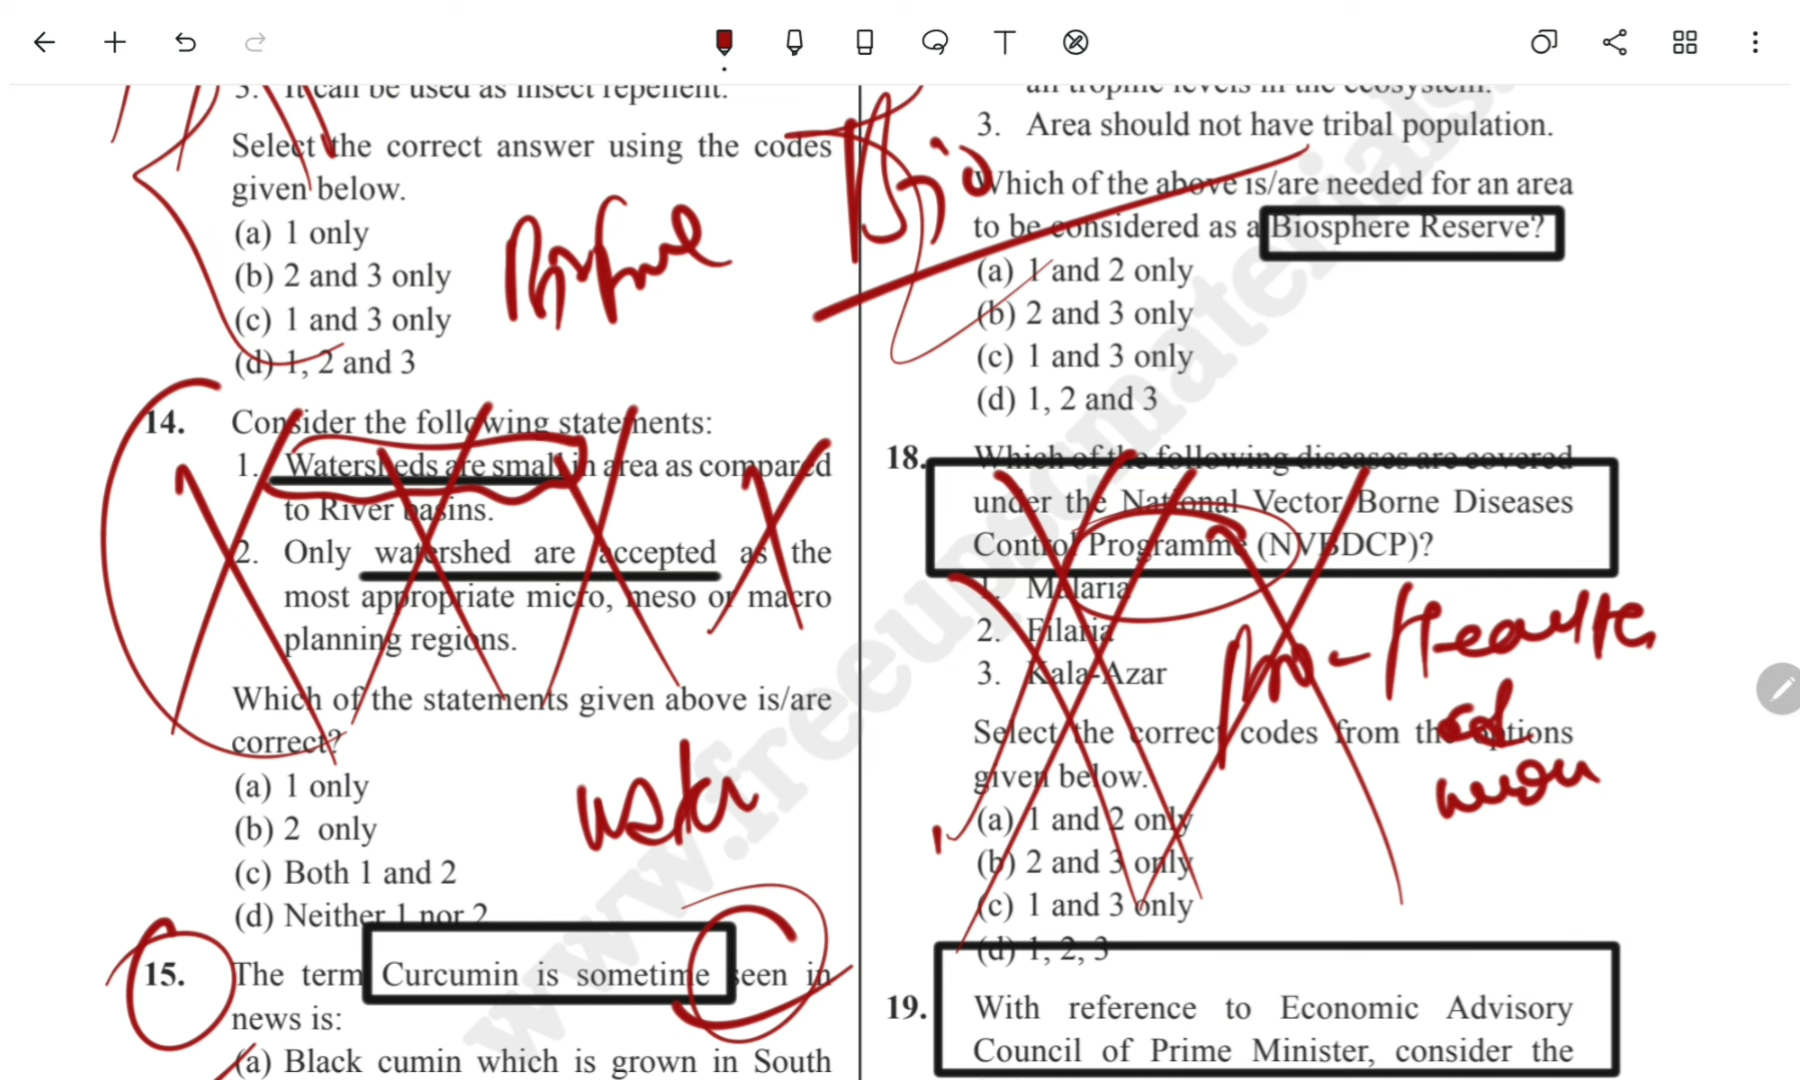 3. It can be used as insect repellent.
Select the correct answer using the codes
given below.
(a) 1 only
(b) 2 and 3 only
(c) 1 and 3 only
(d) 1, 2 and 3
14. Consider the following statements:
1. Watersheds are small in area as compared
to River basins.
2. Only watershed are accepted as the
most appropriate micro, meso or macro
planning regions.
Which of the statements given above is/are
correct?
(a) 1 only
(b) 2 only
(c) Both 1 and 2
(d) Neither 1 nor 2
15. The term Curcumin is sometime seen in
news is:
(a) Black cumin which is grown in South
all trophic levels in the ecosystem.
3. Area should not have tribal population.
Bio
Which of the above is/are needed for an area
to be considered as a Biosphere Reserve?
(a) 1 and 2 only
(b) 2 and 3 only
(c) 1 and 3 only
(d) 1, 2 and 3
18. Which of the following diseases are covered
under the National Vector Borne Diseases
Control Programme (NVBDCP)?
1. Malaria
2. Filaria
3. Kala-Azar
Select the correct codes from the options
given below.
(a) 1 and 2 only
(b) 2 and 3 only
(c) 1 and 3 only
(d) 1, 2, 3
19. With reference to Economic Advisory
Council of Prime Minister, consider the
www.freeupscmaterials.